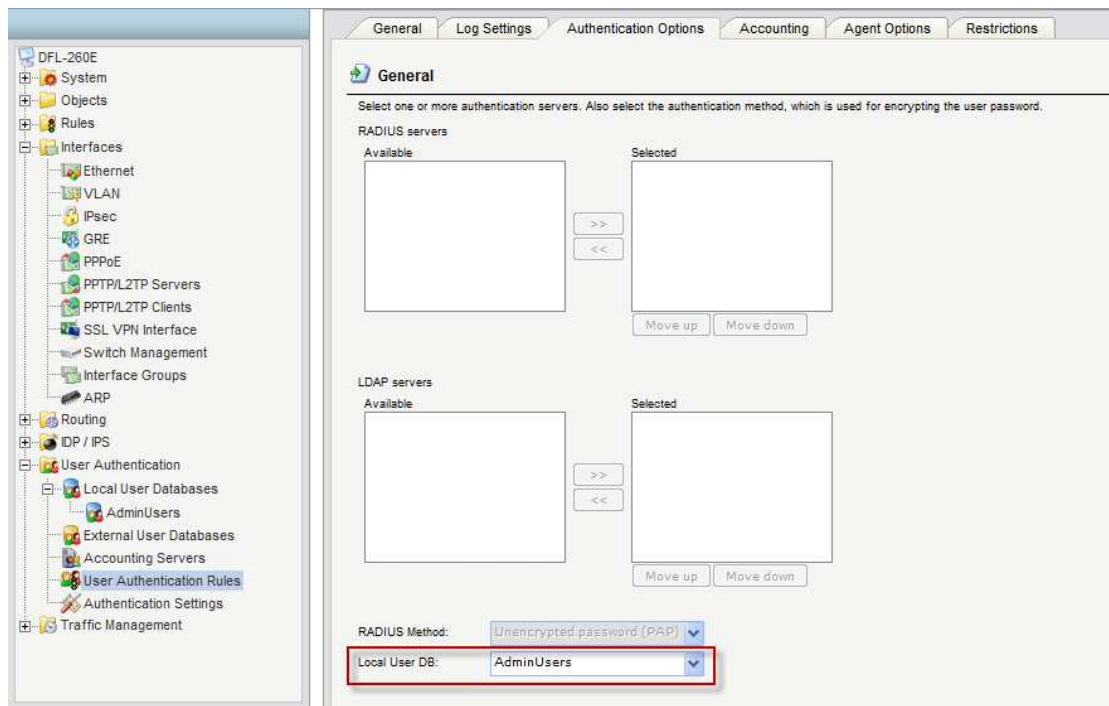 DFL-260E
System
Objects
Rules
Interfaces
Ethernet
VLAN
IPsec
GRE
PPPoE
PPTP/L2TP Servers
PPTP/L2TP Clients
SSL VPN Interface
Switch Management
Interface Groups
ARP
Routing
IDP / IPS
User Authentication
Local User Databases
AdminUsers
External User Databases
Accounting Servers
User Authentication Rules
Authentication Settings
Traffic Management
General Log Settings Authentication Options Accounting Agent Options Restrictions
General
Select one or more authentication servers. Also select the authentication method, which is used for encrypting the user password.
RADIUS servers
Available Selected
>>
<<
Move up Move down
LDAP servers
Available Selected
>>
<<
Move up Move down
RADIUS Method: Unencrypted password (PAP)
Local User DB: AdminUsers